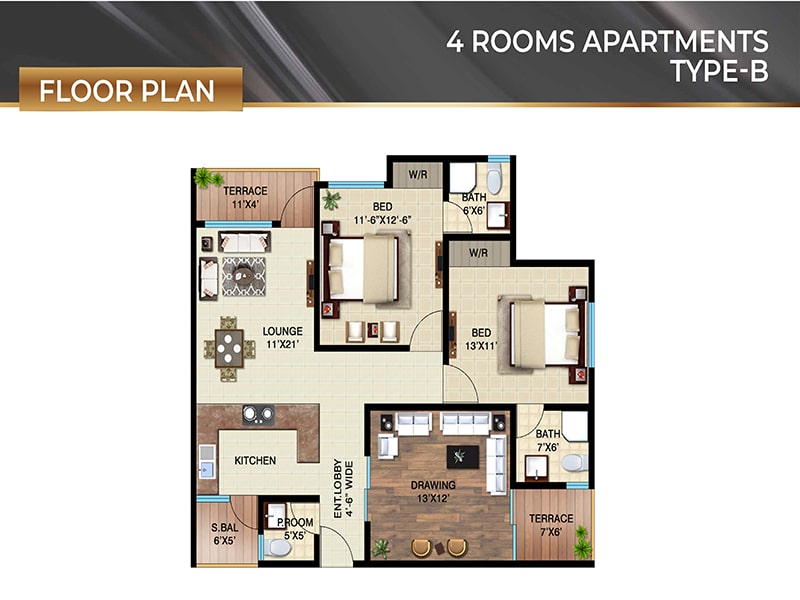 4 ROOMS APARTMENTS
TYPE-B
FLOOR PLAN
TERRACE
11'X4'
W/R
BED
11'-6"X12'-6"
BATH
6'X6'
W/R
LOUNGE
11'X21'
BED
13'X11'
KITCHEN
ENT.LOBBY
4'-6" WIDE
DRAWING
13'X12'
BATH
7'X6'
S.BAL
6'X5'
P.ROOM
5'X5'
TERRACE
7'X6'